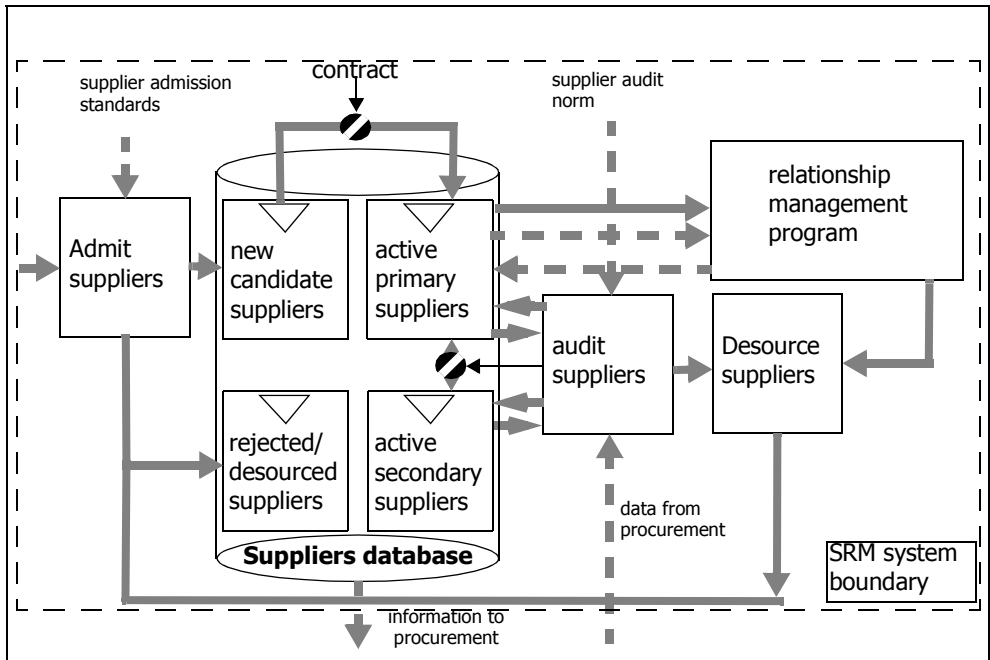 supplier admission
standards
contract
supplier audit
norm
relationship
management
program
Admit
suppliers
new
candidate
suppliers
active
primary
suppliers
audit
suppliers
Desource
suppliers
rejected/
desourced
suppliers
active
secondary
suppliers
data from
procurement
Suppliers database
SRM system
boundary
information to
procurement